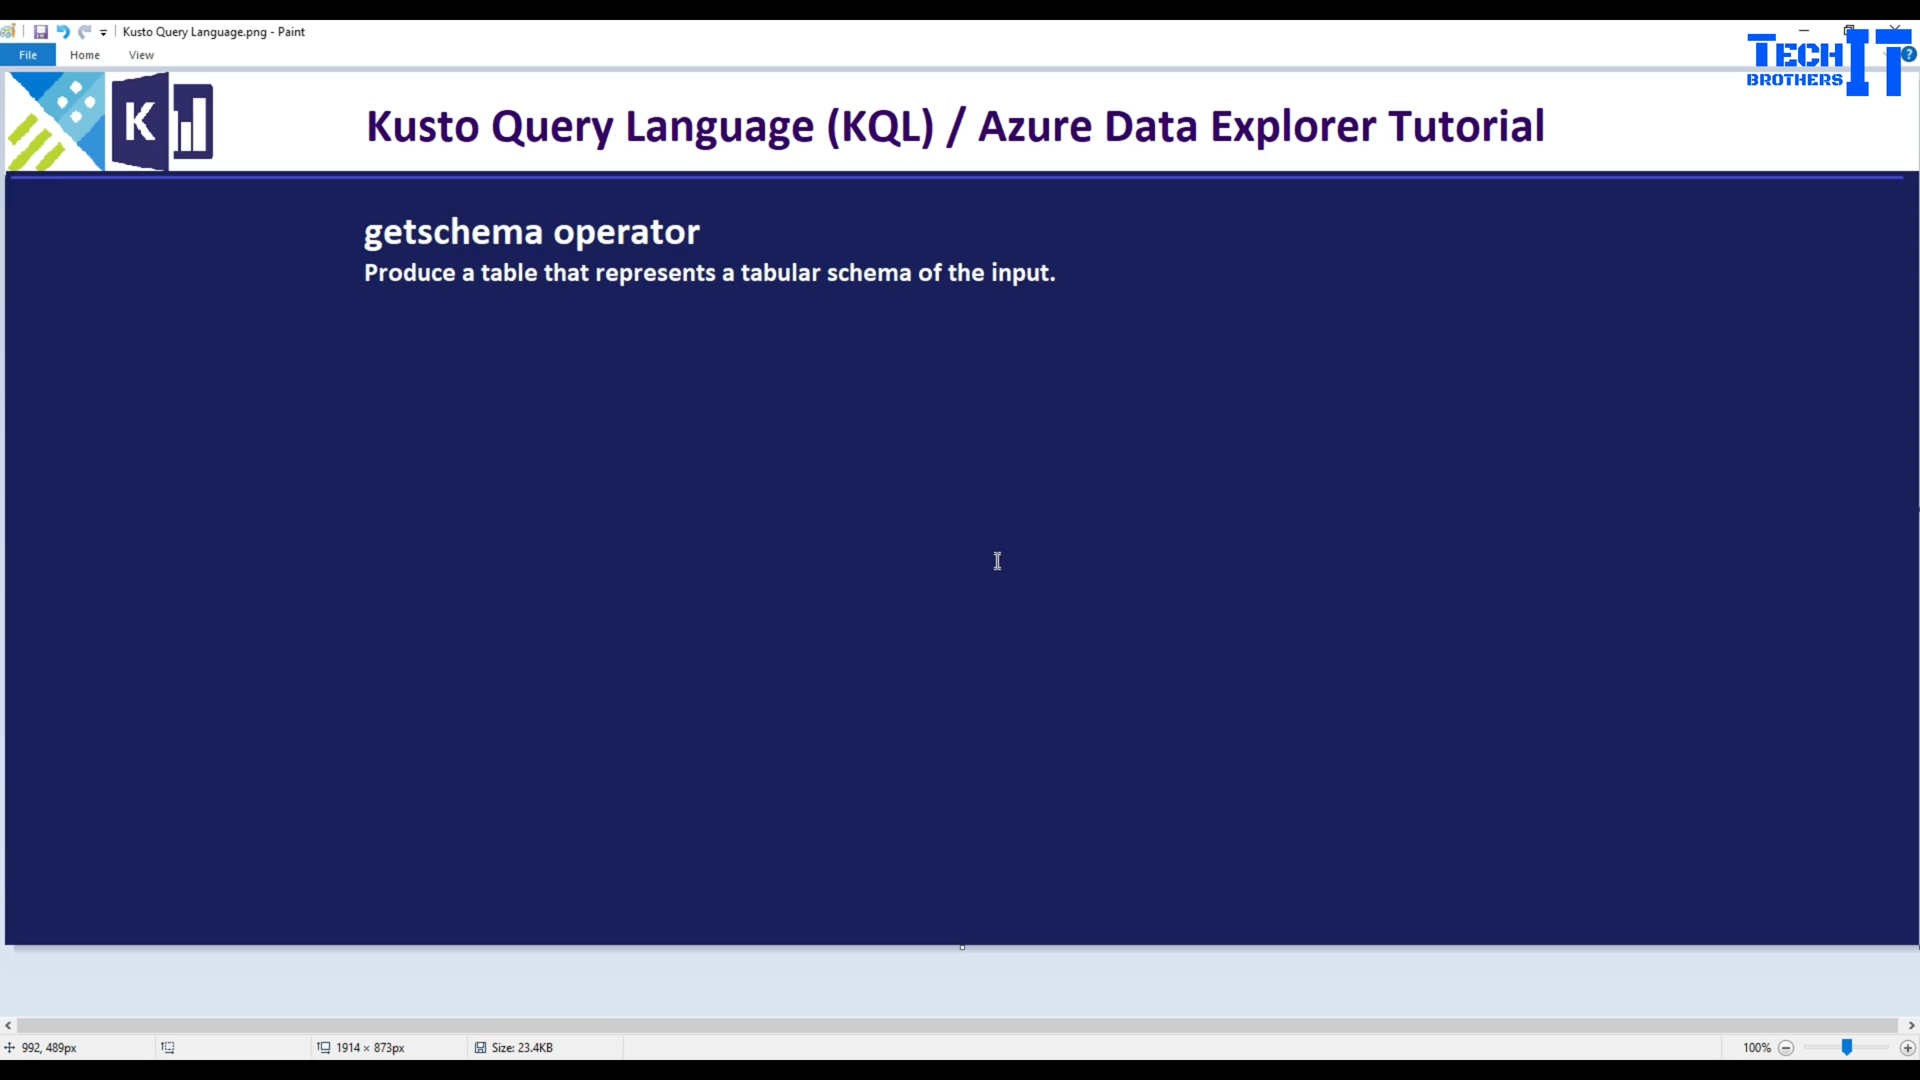 Kusto Query Language.png - Paint
File Home View
TECH IT
BROTHERS
K
Kusto Query Language (KQL) / Azure Data Explorer Tutorial
getschema operator
Produce a table that represents a tabular schema of the input.
992, 489px
1914 × 873px
Size: 23.4KB
100%